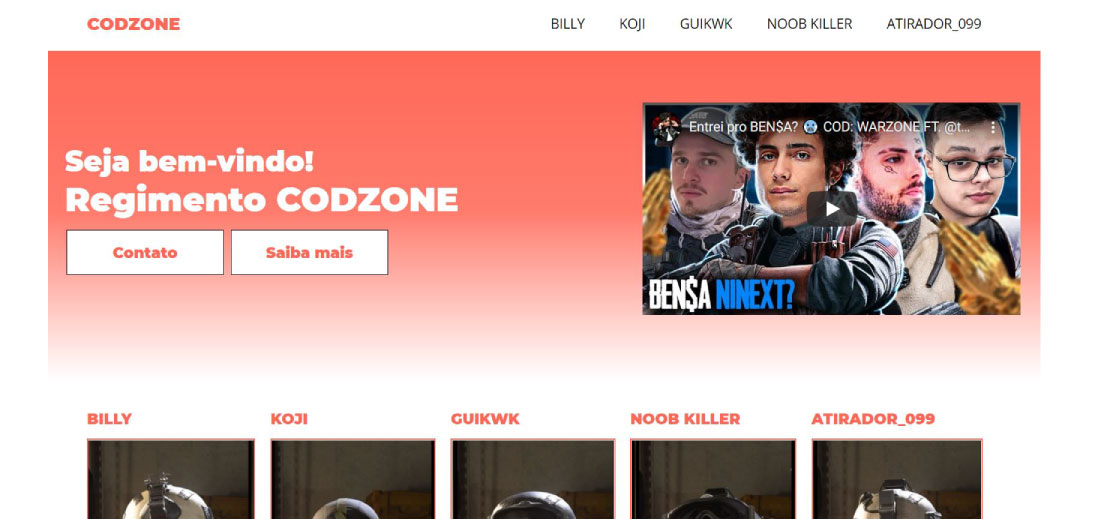 CODZONE
BILLY KOJI GUIKWK NOOB KILLER ATIRADOR_099
Entrei pro BEN$A? 🥶 COD: WARZONE FT. @t...
Seja bem-vindo!
Regimento CODZONE
Contato Saiba mais
BEN$A NINEXT?
BILLY KOJI GUIKWK NOOB KILLER ATIRADOR_099